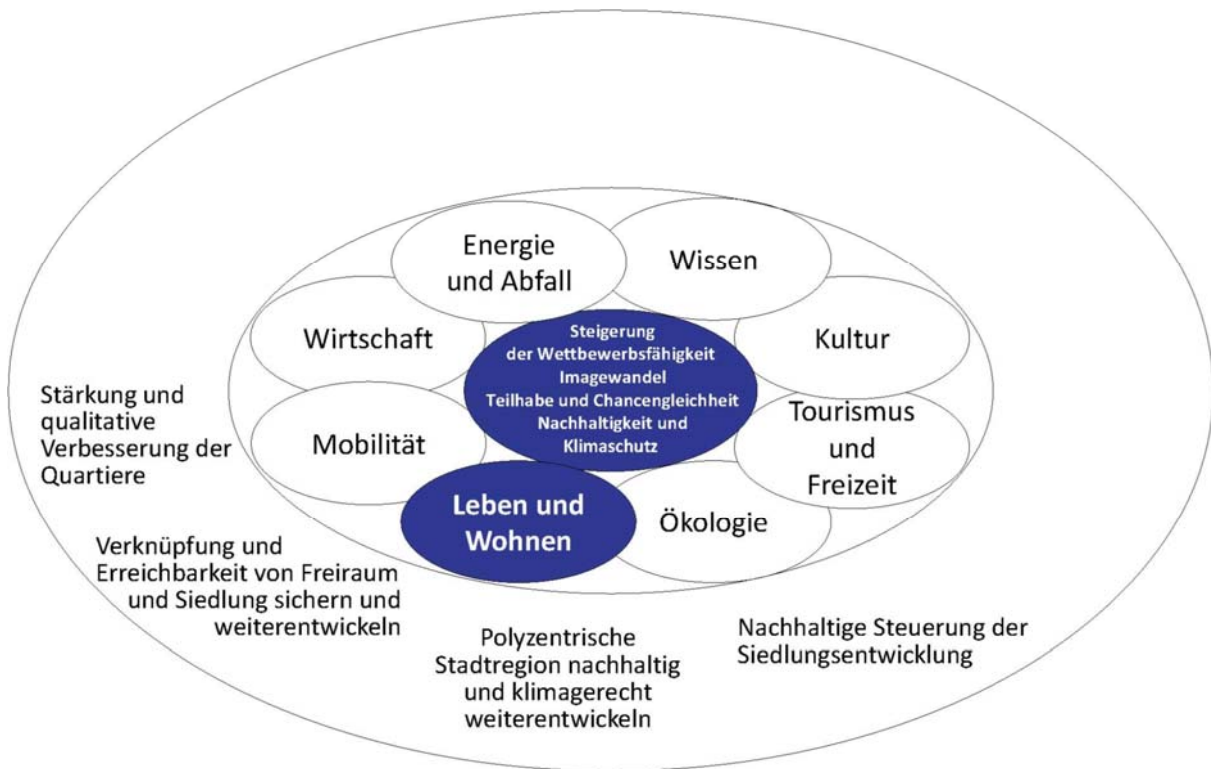 Energie
und Abfall
Wissen
Wirtschaft
Kultur
Steigerung
der Wettbewerbsfähigkeit
Imagewandel
Teilhabe und Chancengleichheit
Nachhaltigkeit und
Klimaschutz
Mobilität
Tourismus
und
Freizeit
Leben und
Wohnen
Ökologie
Stärkung und
qualitative
Verbesserung der
Quartiere
Verknüpfung und
Erreichbarkeit von Freiraum
und Siedlung sichern und
weiterentwickeln
Polyzentrische
Stadtregion nachhaltig
und klimagerecht
weiterentwickeln
Nachhaltige Steuerung der
Siedlungsentwicklung